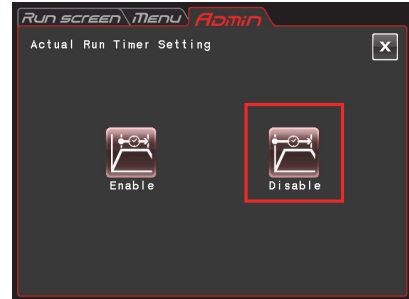 Run screen Menu Admin
Actual Run Timer Setting
X
Enable Disable